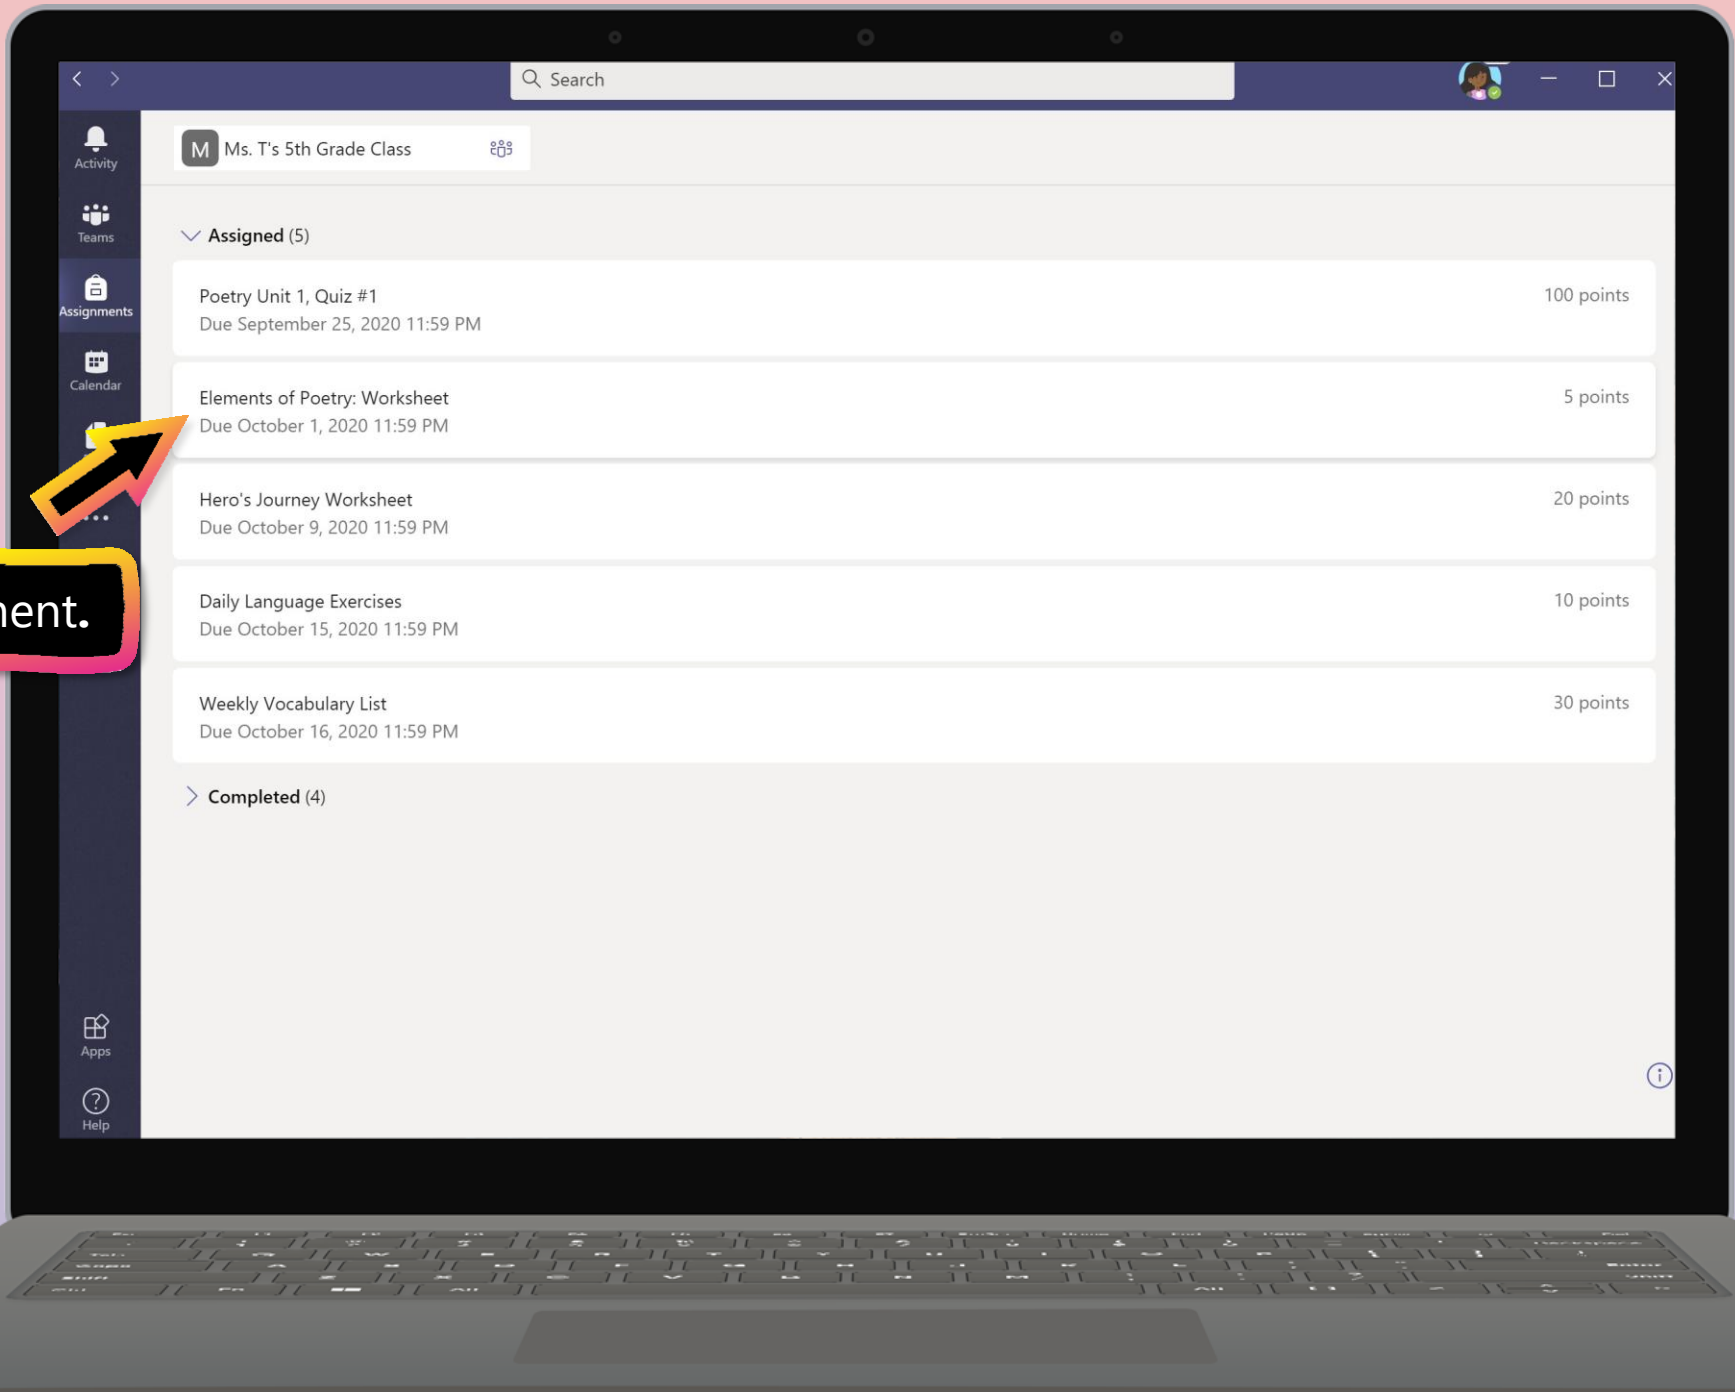 Search
Activity
M Ms. T's 5th Grade Class
Teams
Assigned (5)
Assignments
Poetry Unit 1, Quiz #1
100 points
Due September 25, 2020 11:59 PM
Calendar
Elements of Poetry: Worksheet
5 points
Due October 1, 2020 11:59 PM
Hero's Journey Worksheet
20 points
Due October 9, 2020 11:59 PM
Daily Language Exercises
10 points
Due October 15, 2020 11:59 PM
Weekly Vocabulary List
30 points
Due October 16, 2020 11:59 PM
Completed (4)
Apps
Help